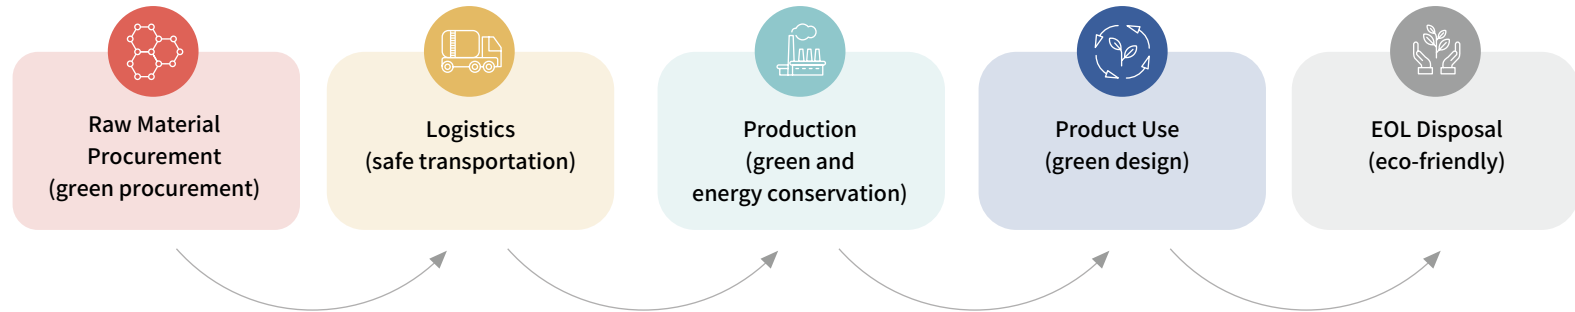 Raw Material
Procurement
(green procurement)
Logistics
(safe transportation)
Production
(green and
energy conservation)
Product Use
(green design)
EOL Disposal
(eco-friendly)